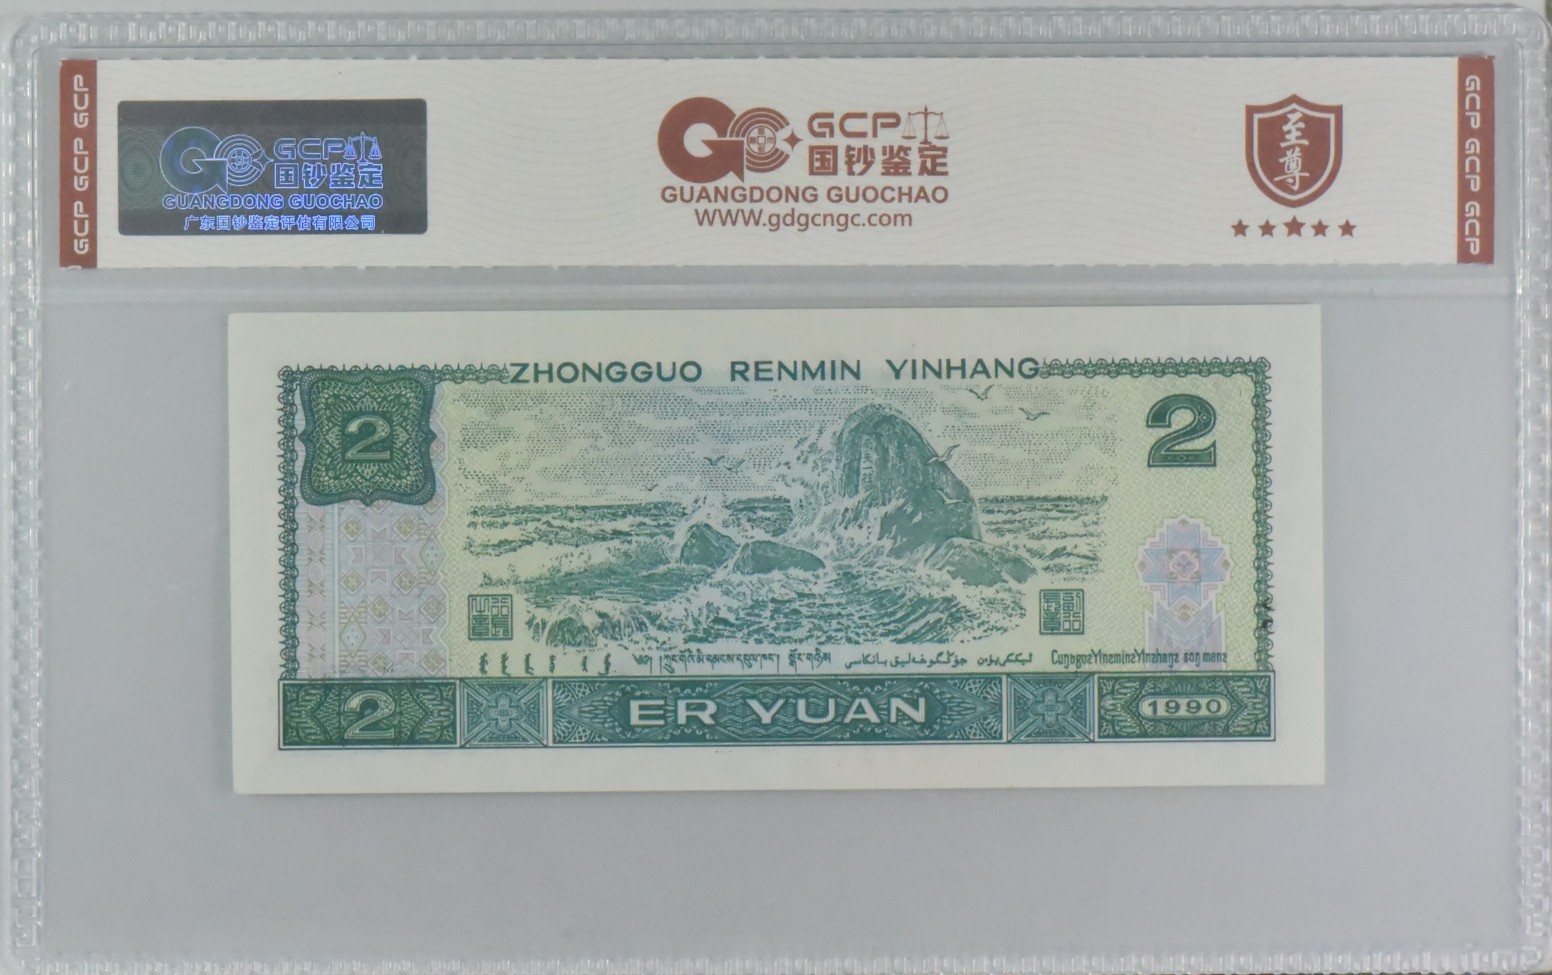 GCP GCP GCP
GCP
国钞鉴定
GUANGDONG GUOCHAO
广东国钞鉴定评估有限公司
GCP
国钞鉴定
GUANGDONG GUOCHAO
WWW.gdgcngc.com
至尊
GCP GCP GCP
ZHONGGUO RENMIN YINHANG
2
2
2
ER YUAN
1990